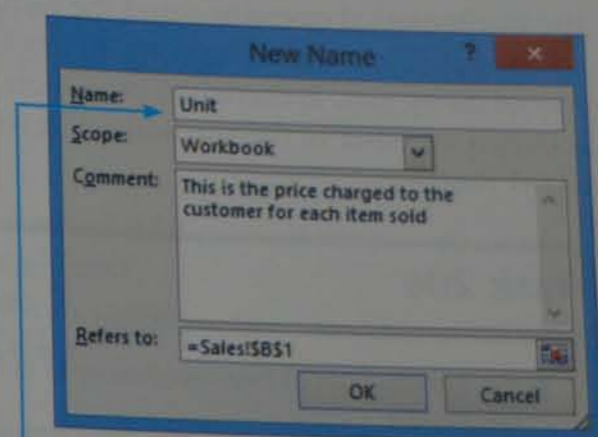 New Name ? ×
Name: Unit
Scope: Workbook
Comment: This is the price charged to the
customer for each item sold
Refers to: =Sales!$B$1
OK Cancel